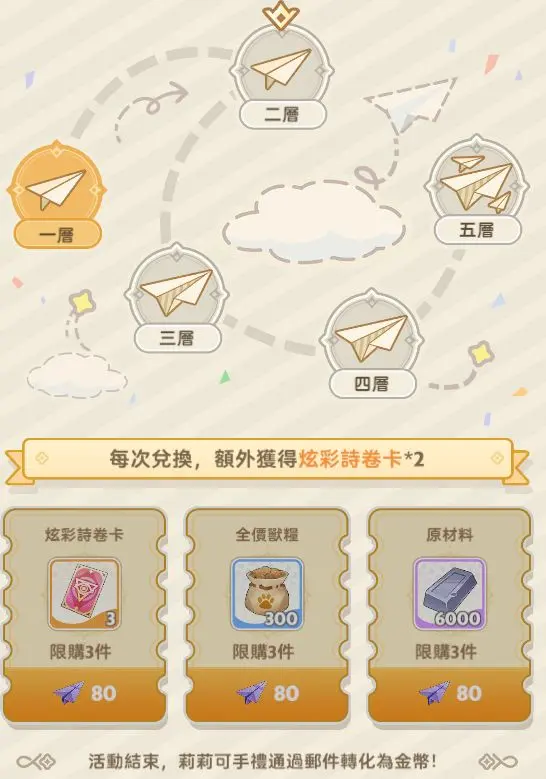 二層
一層
五層
三層
四層
每次兌換，額外獲得炫彩詩卷卡*2
炫彩詩卷卡
全價獸糧
原材料
3
300
6000
限購3件
限購3件
限購3件
80
80
80
活動結束，莉莉可手禮通過郵件轉化為金幣!